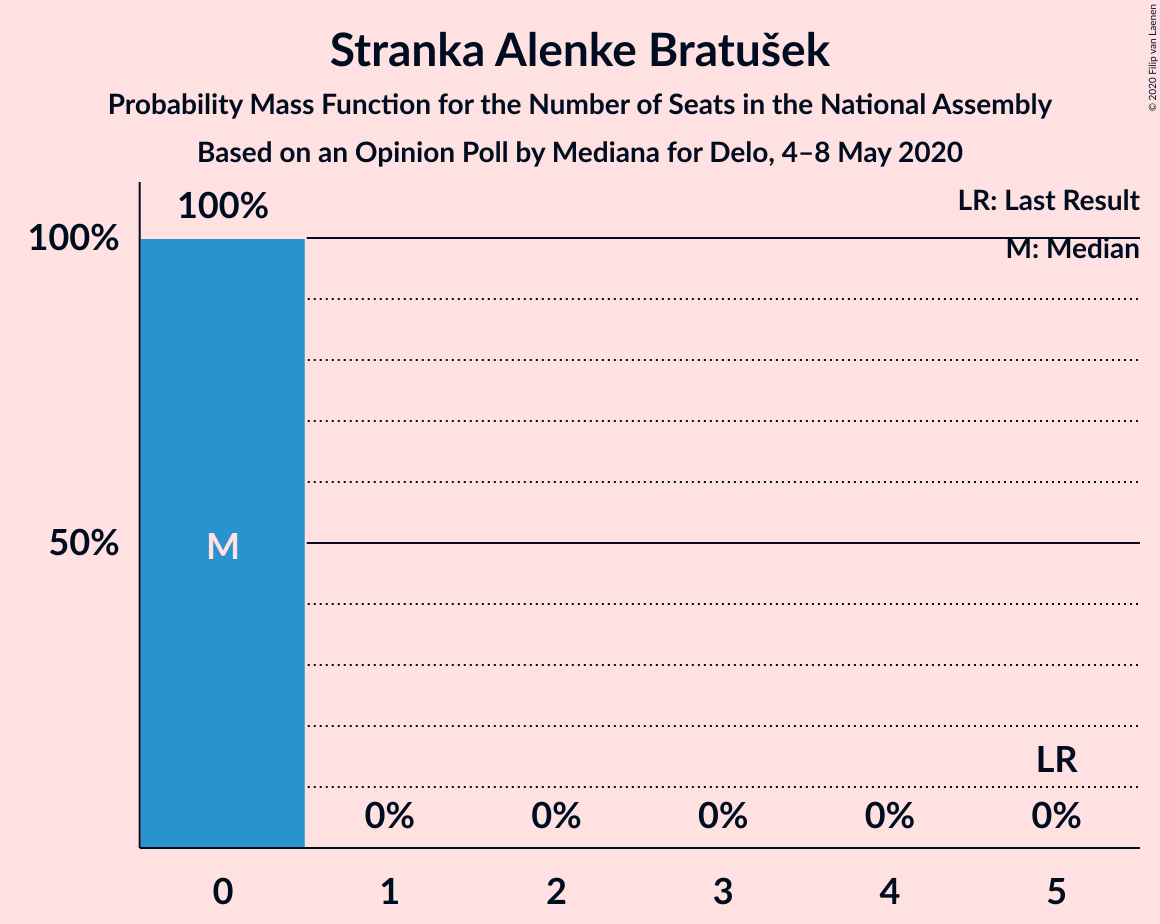 Stranka Alenke Bratušek
Probability Mass Function for the Number of Seats in the National Assembly
Based on an Opinion Poll by Mediana for Delo, 4–8 May 2020
© 2020 Filip van Laenen
LR: Last Result
M: Median
100%
100%
50%
M
LR
0%
0%
0%
0%
0%
0
1
2
3
4
5